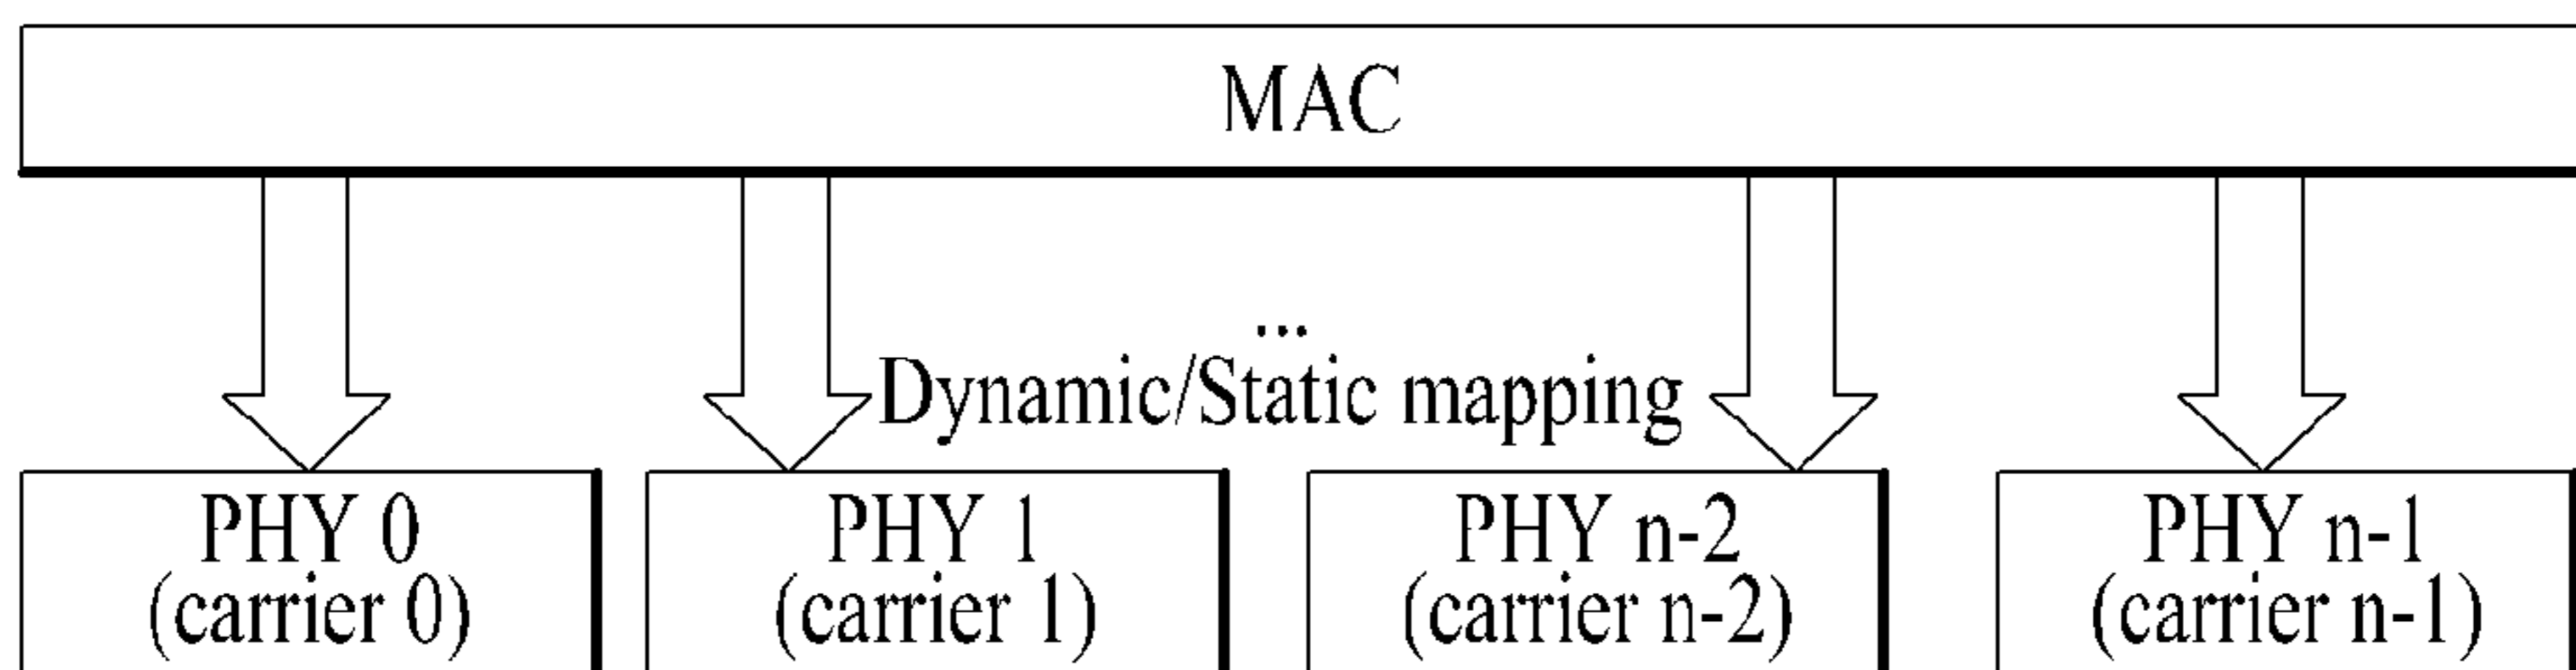 MAC
...
Dynamic/Static mapping
PHY 0
(carrier 0)
PHY 1
(carrier 1)
PHY n-2
(carrier n-2)
PHY n-1
(carrier n-1)